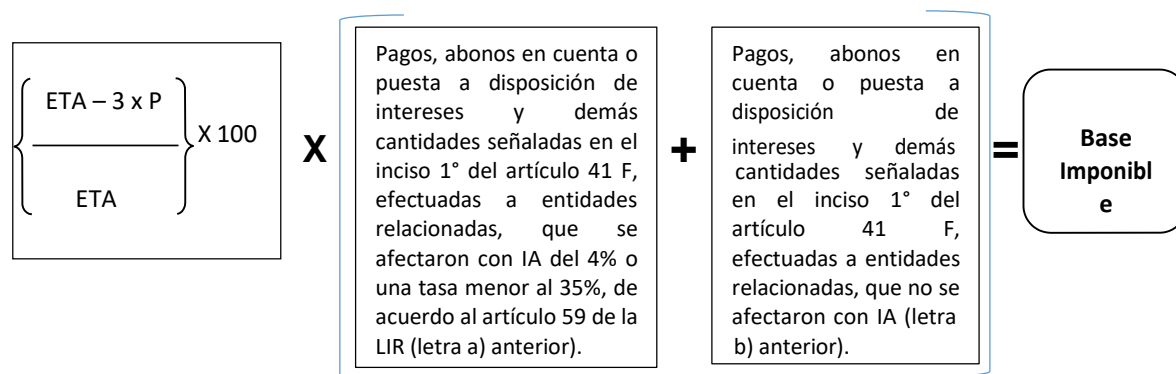 ETA – 3 x P
ETA
X 100
X
Pagos, abonos en cuenta o
puesta a disposición de
intereses y demás
cantidades señaladas en el
inciso 1° del artículo 41 F,
efectuadas a entidades
relacionadas, que se
afectaron con IA del 4% o
una tasa menor al 35%, de
acuerdo al artículo 59 de la
LIR (letra a) anterior).
+
Pagos, abonos en
cuenta o puesta a
disposición de
intereses y demás
cantidades señaladas
en el inciso 1° del
artículo 41 F,
efectuadas a entidades
relacionadas, que no se
afectaron con IA (letra
b) anterior).
=
Base
Imponibl
e